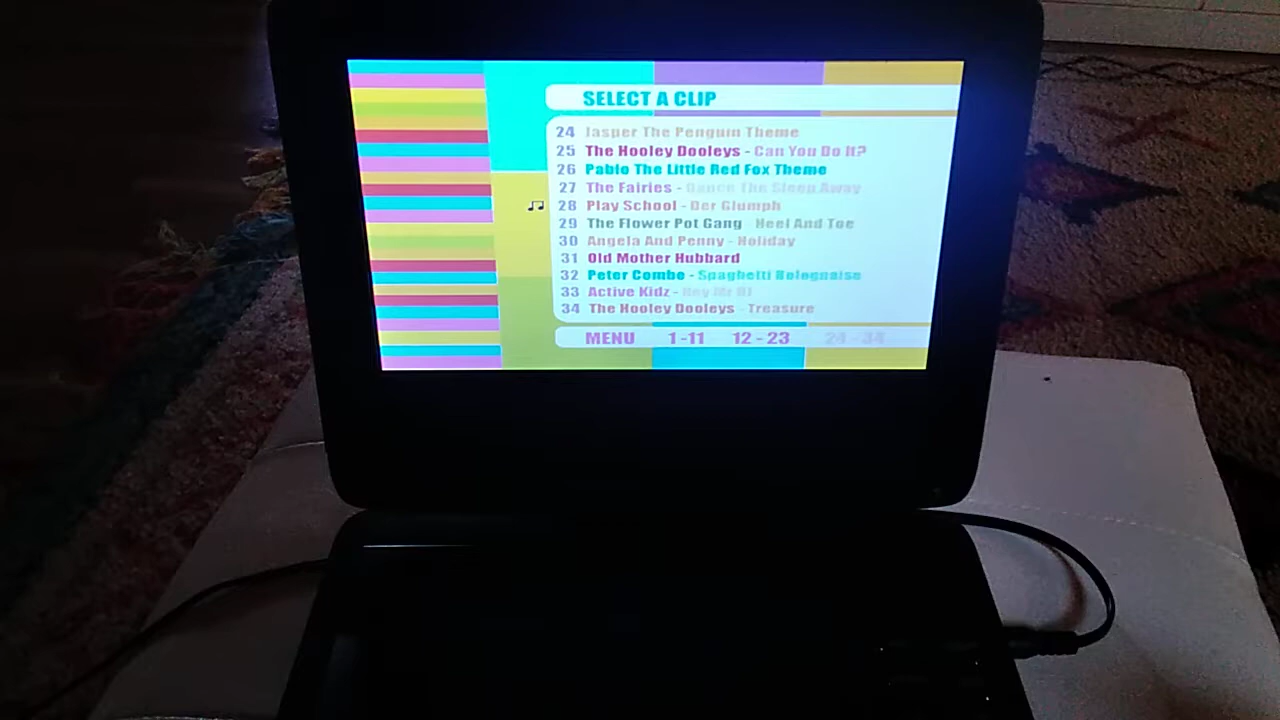 SELECT A CLIP
24 Jasper The Penguin Theme
25 The Hooley Dooleys - Can You Do It?
26 Pablo The Little Red Fox Theme
27 The Fairies - Dance The Sleep Away
28 Play School - Der Glumph
29 The Flower Pot Gang - Heel And Toe
30 Angela And Penny - Holiday
31 Old Mother Hubbard
32 Peter Combe - Spaghetti Bolognaise
33 Active Kidz - Hey Mr DJ
34 The Hooley Dooleys - Treasure
MENU 1-11 12-23 24-34